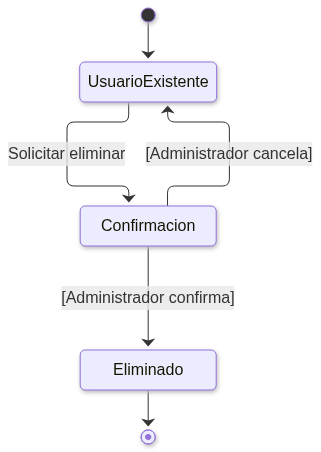 UsuarioExistente
Solicitar eliminar
[Administrador cancela]
Confirmacion
[Administrador confirma]
Eliminado